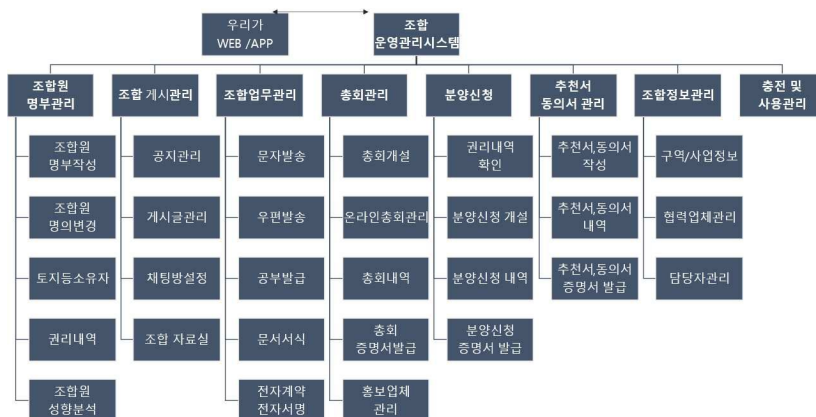 우리가
WEB /APP
조합
운영관리시스템
조합원
명부관리
조합 게시관리
조합업무관리
총회관리
분양신청
추천서
동의서 관리
조합정보관리
충전 및
사용관리
조합원
명부작성
공지관리
문자발송
총회개설
권리내역
확인
추천서,동의서
작성
구역/사업정보
조합원
명의변경
게시글관리
우편발송
온라인총회관리
분양신청 개설
추천서,동의서
내역
협력업체관리
토지등소유자
채팅방설정
공부발급
총회내역
분양신청 내역
추천서,동의서
증명서 발급
담당자관리
권리내역
조합 자료실
문서서식
총회
증명서발급
분양신청
증명서 발급
조합원
성향분석
전자계약
전자서명
홍보업체
관리